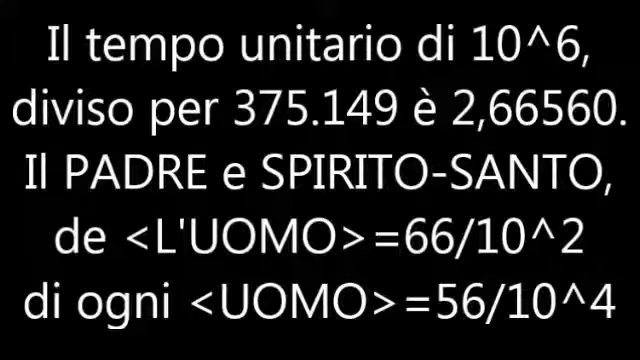 Il tempo unitario di 10^6,
diviso per 375.149 è 2,66560.
Il PADRE e SPIRITO-SANTO,
de <L'UOMO>=66/10^2
di ogni <UOMO>=56/10^4